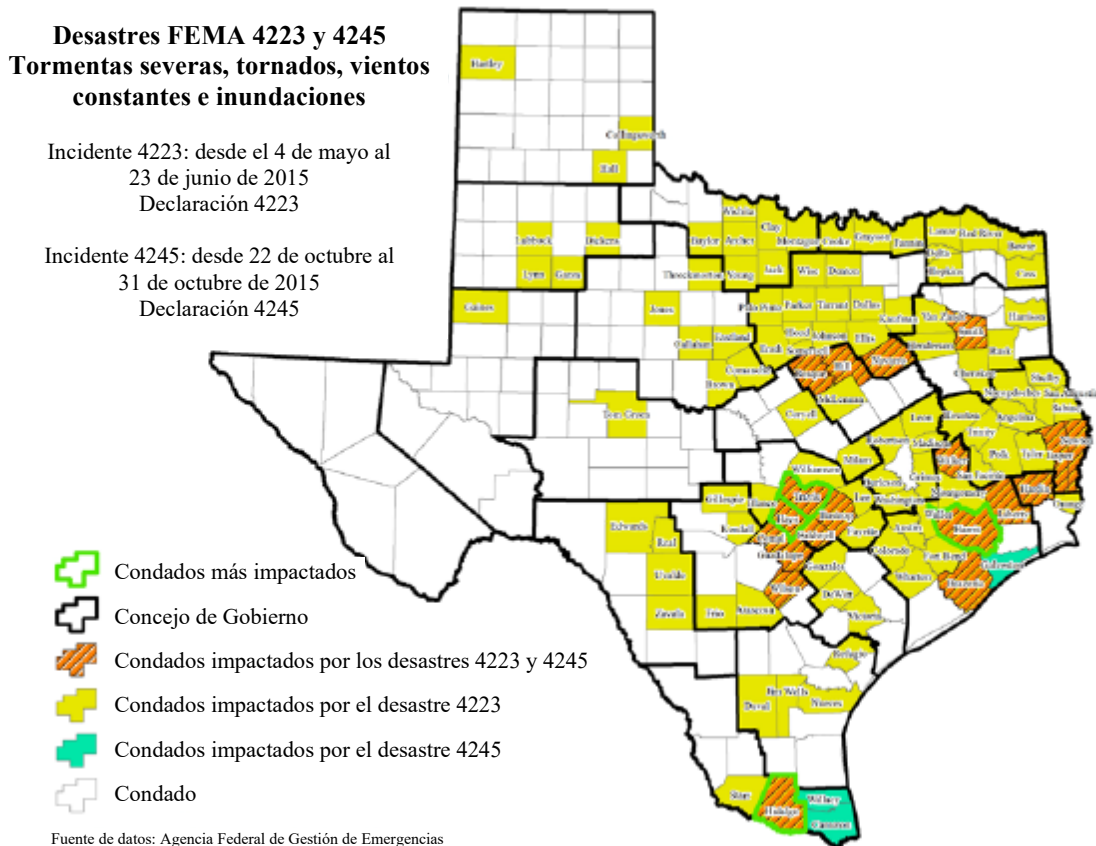 Desastres FEMA 4223 y 4245
Tormentas severas, tornados, vientos
constantes e inundaciones
Incidente 4223: desde el 4 de mayo al
23 de junio de 2015
Declaración 4223
Incidente 4245: desde 22 de octubre al
31 de octubre de 2015
Declaración 4245
Hartley
Collingsworth
Hall
Wichita
Lubbock
Dickens
Baylor
Archer
Clay
Montague
Cooke
Grayson
Fannin
Lamar
Red River
Bowie
Delta
Hopkins
Cass
Lynn
Garza
Throckmorton
Young
Jack
Wise
Denton
Gaines
Jones
Palo Pinto
Parker
Tarrant
Dallas
Kaufman
Van Zandt
Smith
Harrison
Callahan
Eastland
Erath
Hood
Somervell
Johnson
Ellis
Henderson
Rusk
Comanche
Brown
Bosque
Hill
Navarro
Cherokee
Shelby
Nacogdoches
San Augustine
Sabine
Tom Green
Coryell
McLennan
Leon
Houston
Angelina
Trinity
Newton
Jasper
Robertson
Madison
Walker
Polk
Tyler
Milam
Williamson
Burleson
Grimes
San Jacinto
Hardin
Montgomery
Washington
Lee
Gillespie
Blanco
Travis
Hays
Bastrop
Waller
Liberty
Orange
Harris
Edwards
Real
Kendall
Comal
Caldwell
Fayette
Austin
Guadalupe
Colorado
Fort Bend
Galveston
Uvalde
Gonzales
Wilson
Wharton
Brazoria
Zavala
Frio
Atascosa
DeWitt
Victoria
Refugio
Jim Wells
Duval
Nueces
Starr
Hidalgo
Willacy
Cameron
Condados más impactados
Concejo de Gobierno
Condados impactados por los desastres 4223 y 4245
Condados impactados por el desastre 4223
Condados impactados por el desastre 4245
Condado
Fuente de datos: Agencia Federal de Gestión de Emergencias